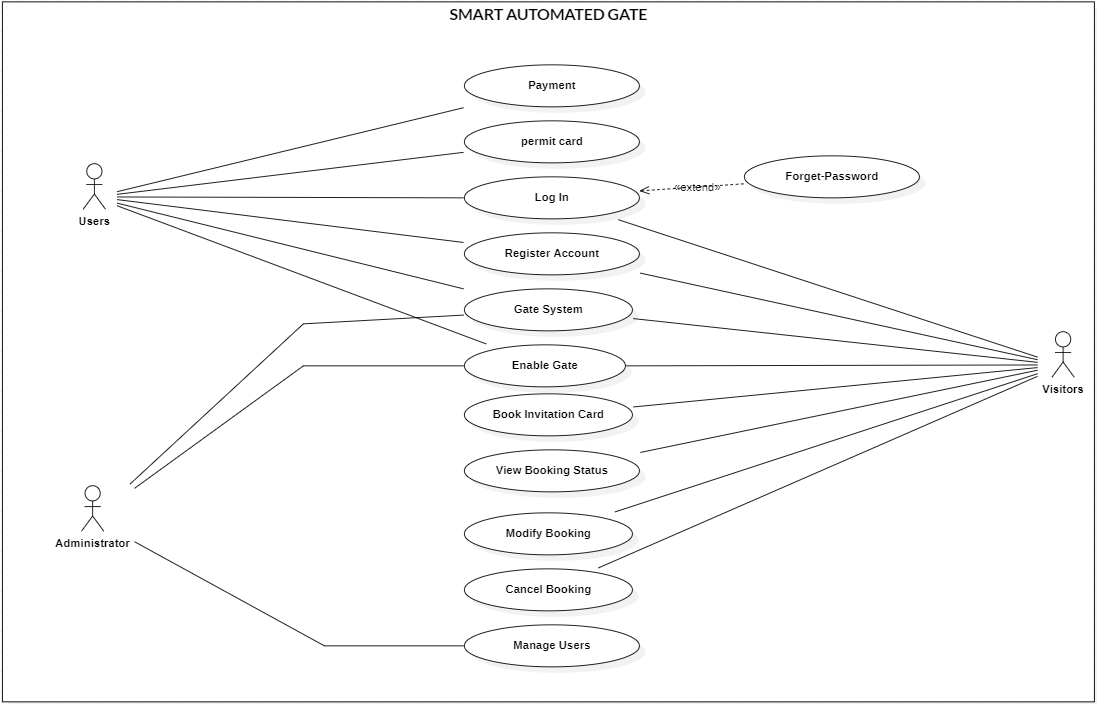 SMART AUTOMATED GATE
Payment
permit card
Log In
«extend»
Forget-Password
Users
Register Account
Gate System
Enable Gate
Visitors
Book Invitation Card
View Booking Status
Administrator
Modify Booking
Cancel Booking
Manage Users